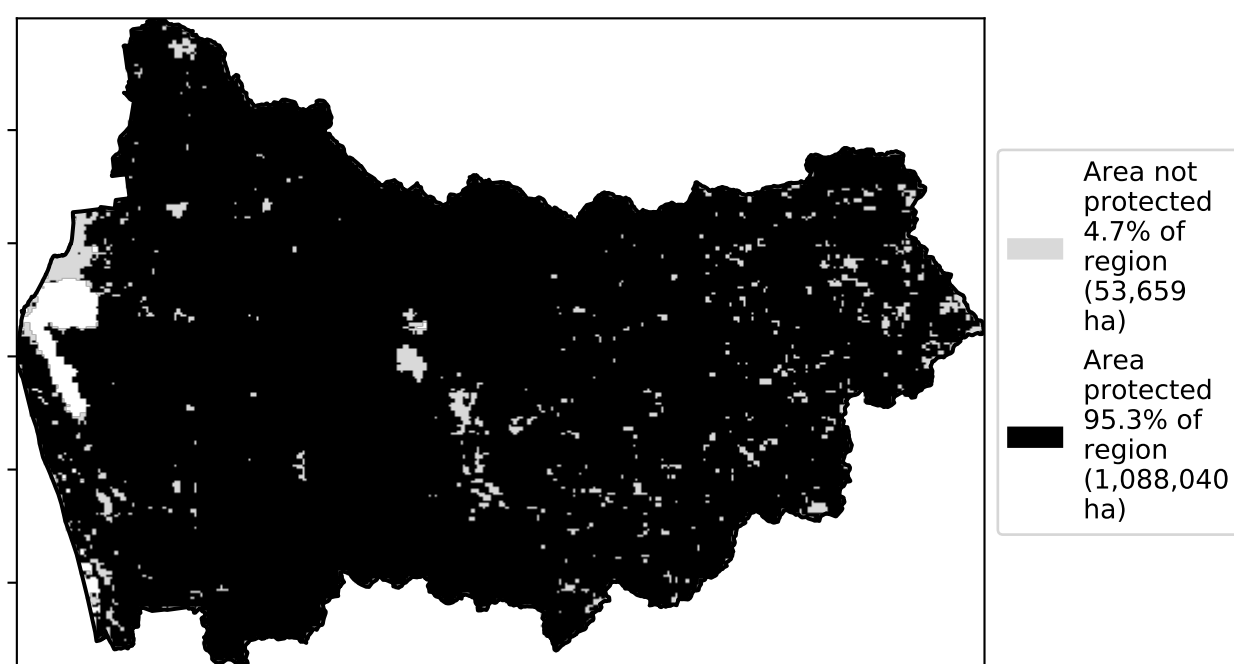 Area not
protected
4.7% of
region
(53,659
ha)
Area
protected
95.3% of
region
(1,088,040
ha)